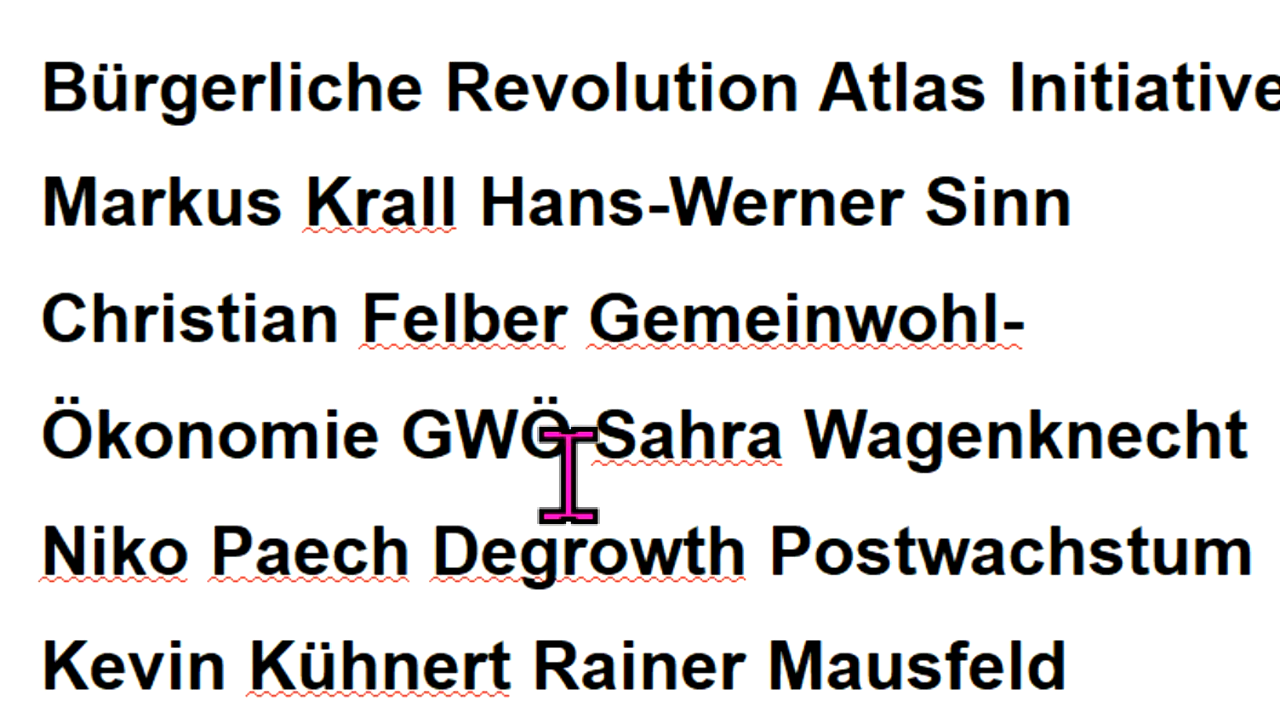 Bürgerliche Revolution Atlas Initiative
Markus Krall Hans-Werner Sinn
Christian Felber Gemeinwohl-
Ökonomie GWÖ Sahra Wagenknecht
Niko Paech Degrowth Postwachstum
Kevin Kühnert Rainer Mausfeld